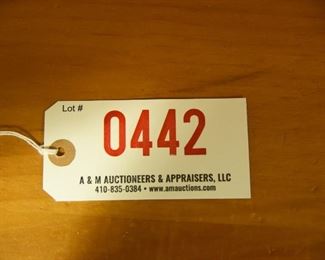 Lot #
0442
A & M AUCTIONEERS & APPRAISERS, LLC
410-835-0384 • www.amauctions.com